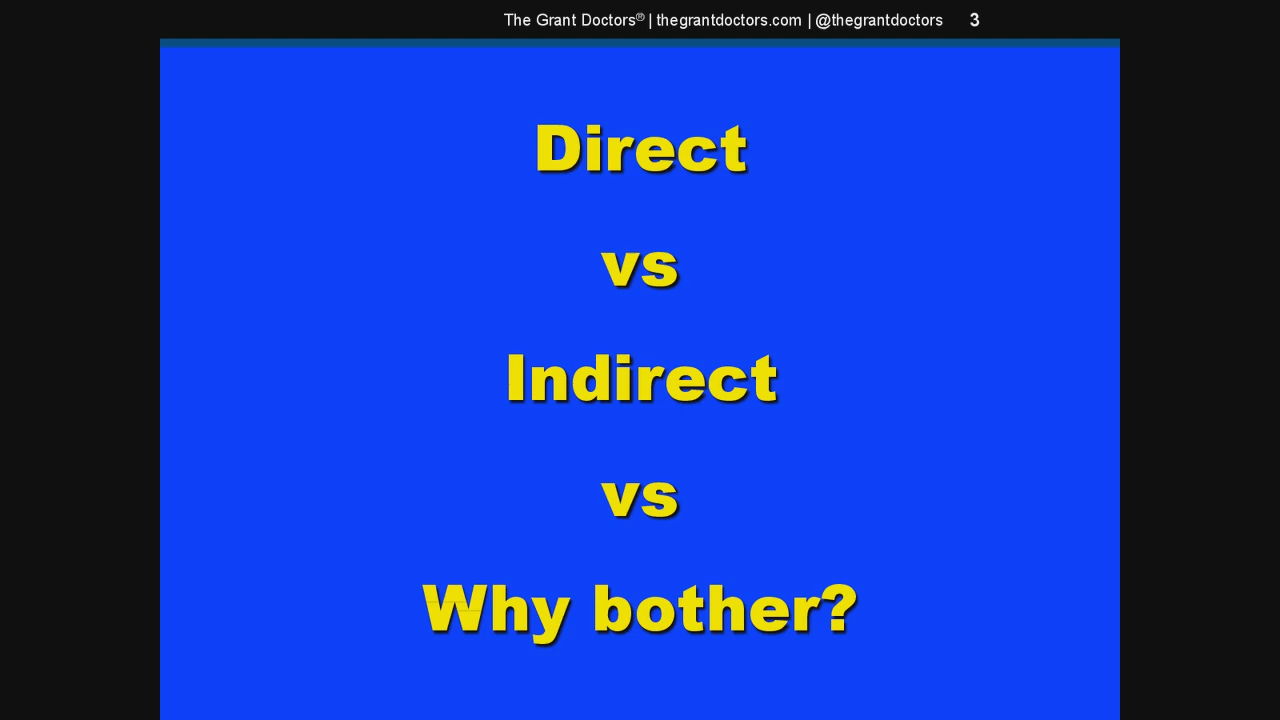 The Grant Doctors® | thegrantdoctors.com | @thegrantdoctors 3
Direct
vs
Indirect
vs
Why bother?